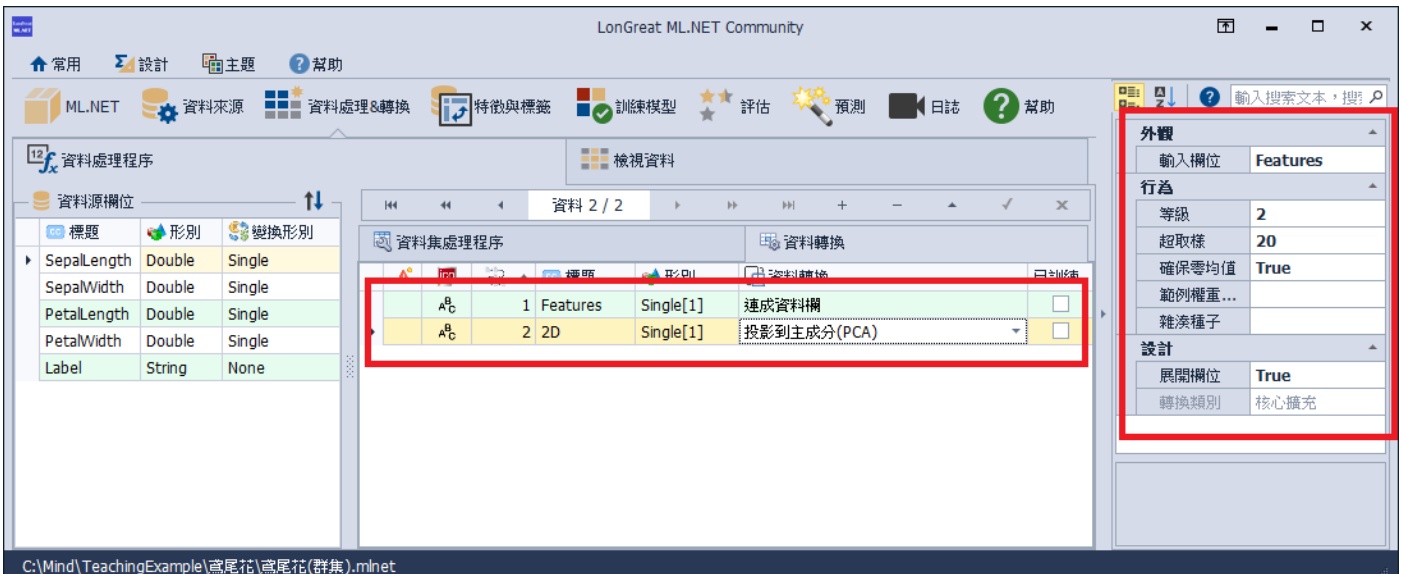 LonGreat ML.NET Community
常用 設計 主題 幫助
ML.NET 資料來源 資料處理&轉換 特徵與標籤 訓練模型 評估 預測 日誌 幫助
輸入搜索文本，搜
資料處理程序 檢視資料
資料源欄位
標題 形別 變換形別
SepalLength Double Single
SepalWidth Double Single
PetalLength Double Single
PetalWidth Double Single
Label String None
資料 2 / 2
資料集處理程序 資料轉換
標題 形別 資料轉換 已訓練
1 Features Single[1] 連成資料欄
2 2D Single[1] 投影到主成分(PCA)
外觀
輸入欄位 Features
行為
等級 2
超取樣 20
確保零均值 True
範例權重...
雜湊種子
設計
展開欄位 True
轉換類別 核心擴充
C:\Mind\TeachingExample\鳶尾花\鳶尾花(群集).mlnet